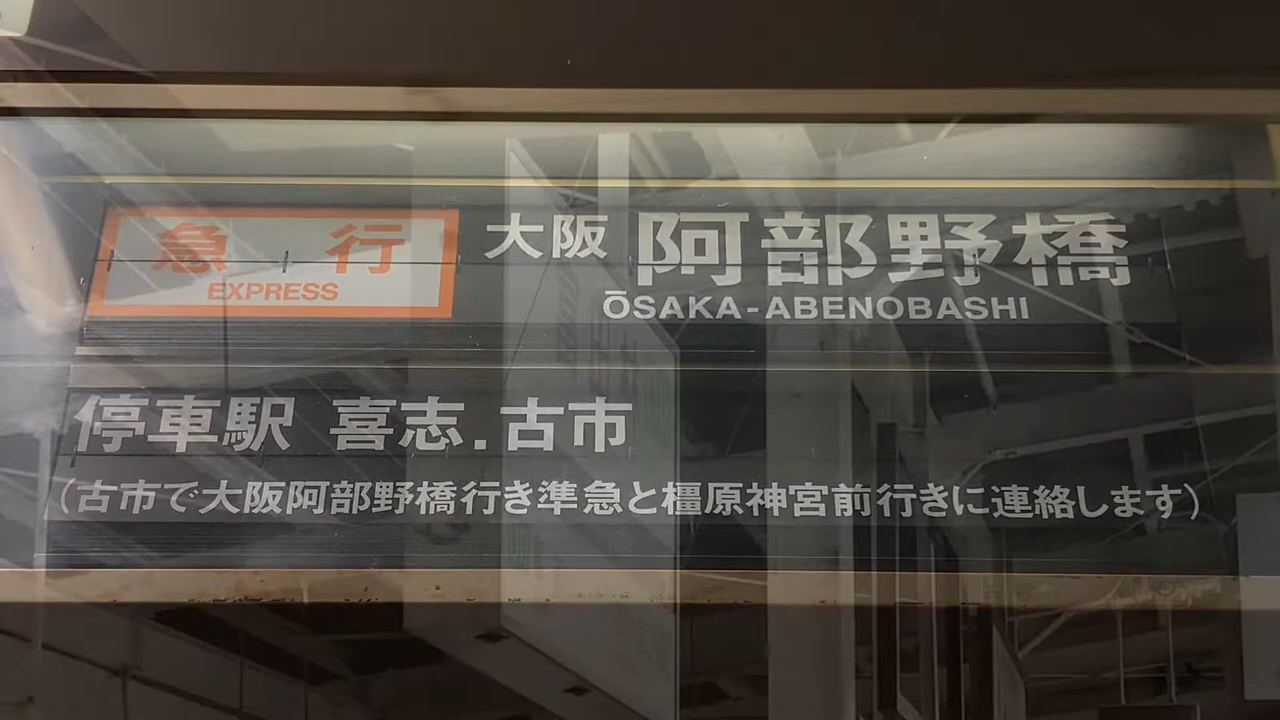 急 行
EXPRESS
大阪 阿部野橋
ŌSAKA-ABENOBASHI
停車駅 喜志.古市
(古市で大阪阿部野橋行き準急と橿原神宮前行きに連絡します)